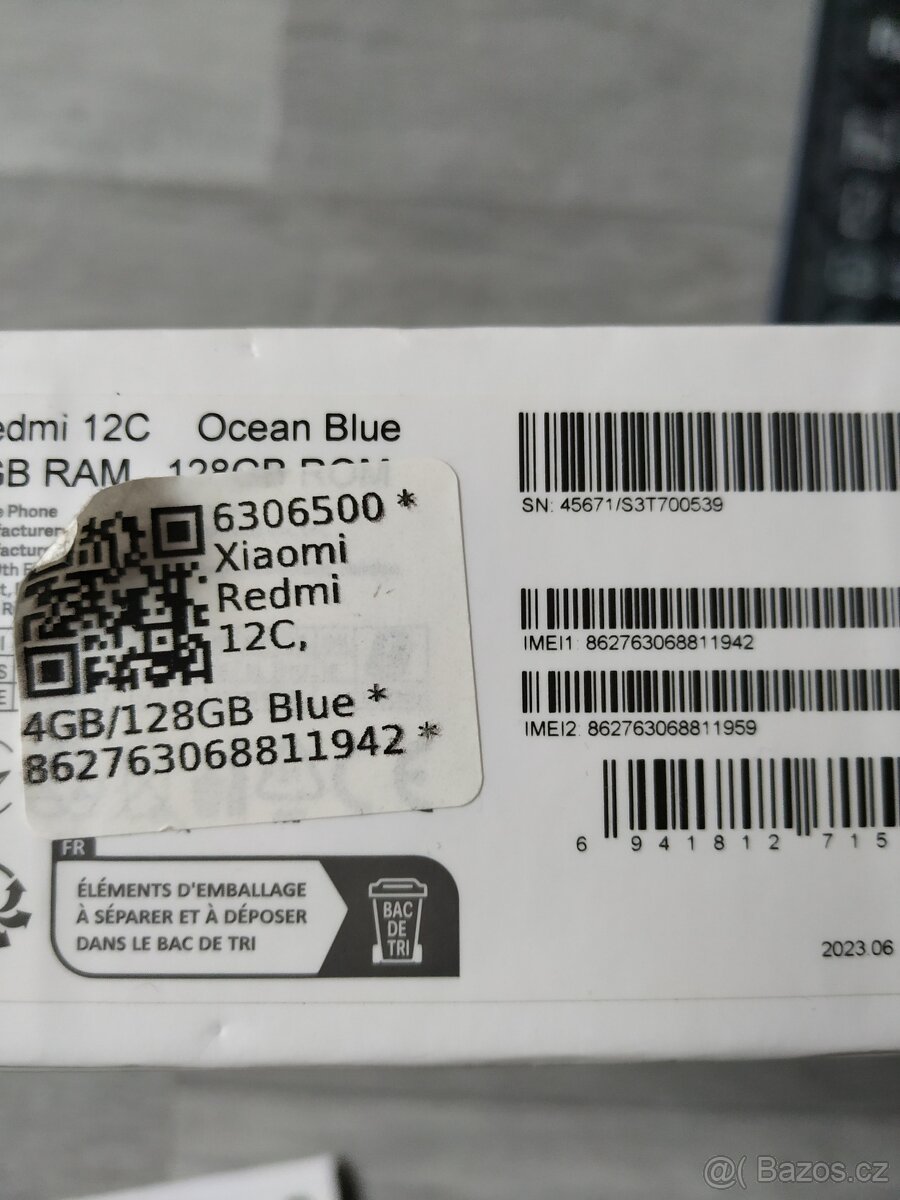 edmi 12C Ocean Blue
GB RAM 128GB ROM
Phone
facturer
6306500 *
Xiaomi
Redmi
12C,
4GB/128GB Blue *
862763068811942 *
SN: 45671/S3T700539
IMEI1: 862763068811942
IMEI2: 862763068811959
6 941812 715
FR
ÉLÉMENTS D'EMBALLAGE
À SÉPARER ET À DÉPOSER
DANS LE BAC DE TRI
BAC
DE
TRI
2023.06
@( Bazos.cz